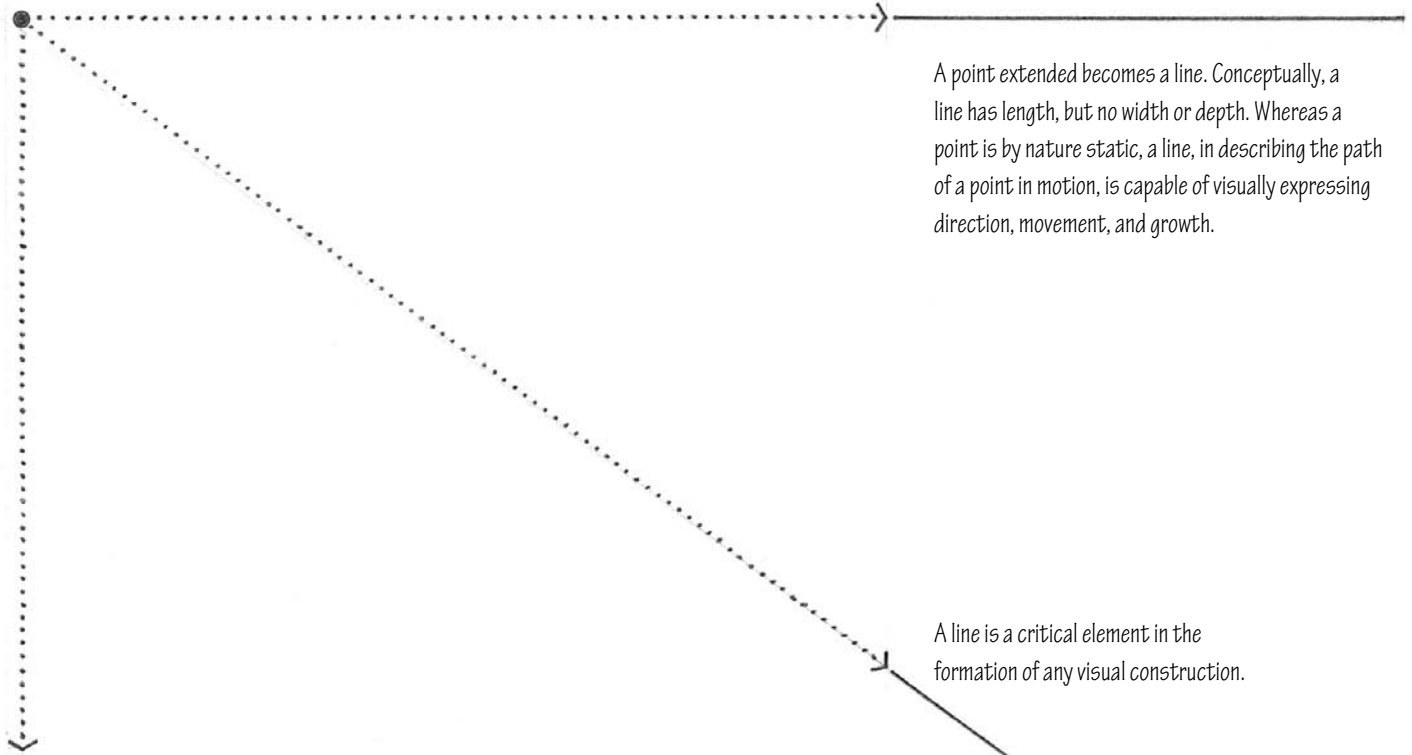 A point extended becomes a line. Conceptually, a
line has length, but no width or depth. Whereas a
point is by nature static, a line, in describing the path
of a point in motion, is capable of visually expressing
direction, movement, and growth.
A line is a critical element in the
formation of any visual construction.